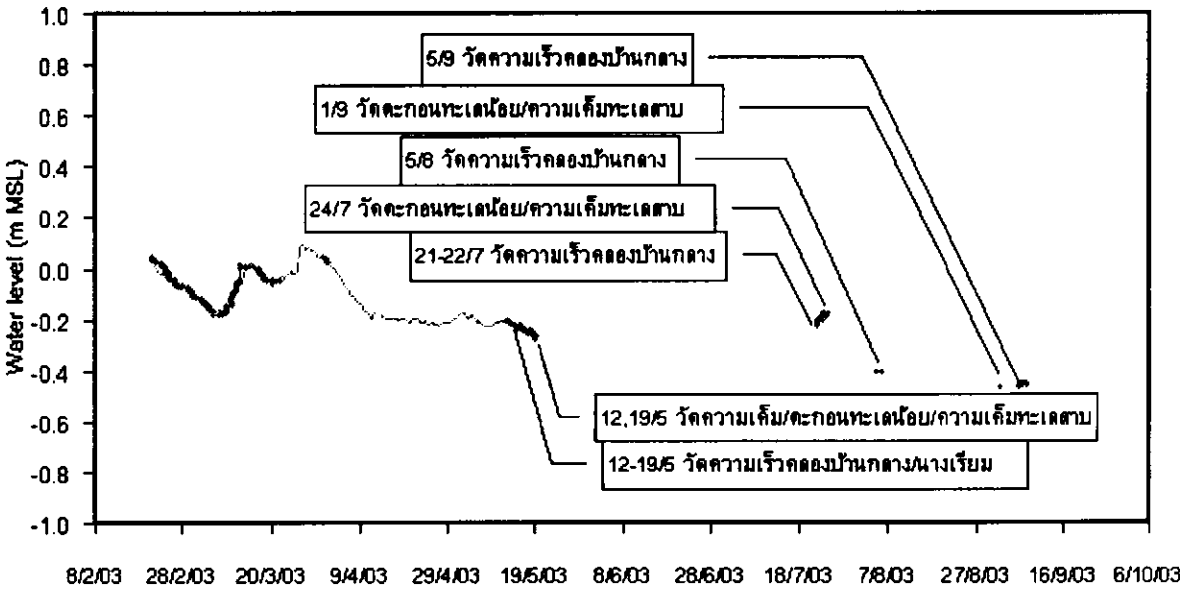 1.0
0.8
0.6
0.4
0.2
0.0
-0.2
-0.4
-0.6
-0.8
-1.0
Water level (m MSL)
5/9 วัดความเร็วคลองบ้านกลาง
1/9 วัดตะกอนทะเลน้อย/ความเค็มทะเลสาบ
5/8 วัดความเร็วคลองบ้านกลาง
24/7 วัดตะกอนทะเลน้อย/ความเค็มทะเลสาบ
21-22/7 วัดความเร็วคลองบ้านกลาง
12,19/5 วัดความเค็ม/ตะกอนทะเลน้อย/ความเค็มทะเลสาบ
12-19/5 วัดความเร็วคลองบ้านกลาง/นางเรียม
8/2/03 28/2/03 20/3/03 9/4/03 29/4/03 19/5/03 8/6/03 28/6/03 18/7/03 7/8/03 27/8/03 16/9/03 6/10/03